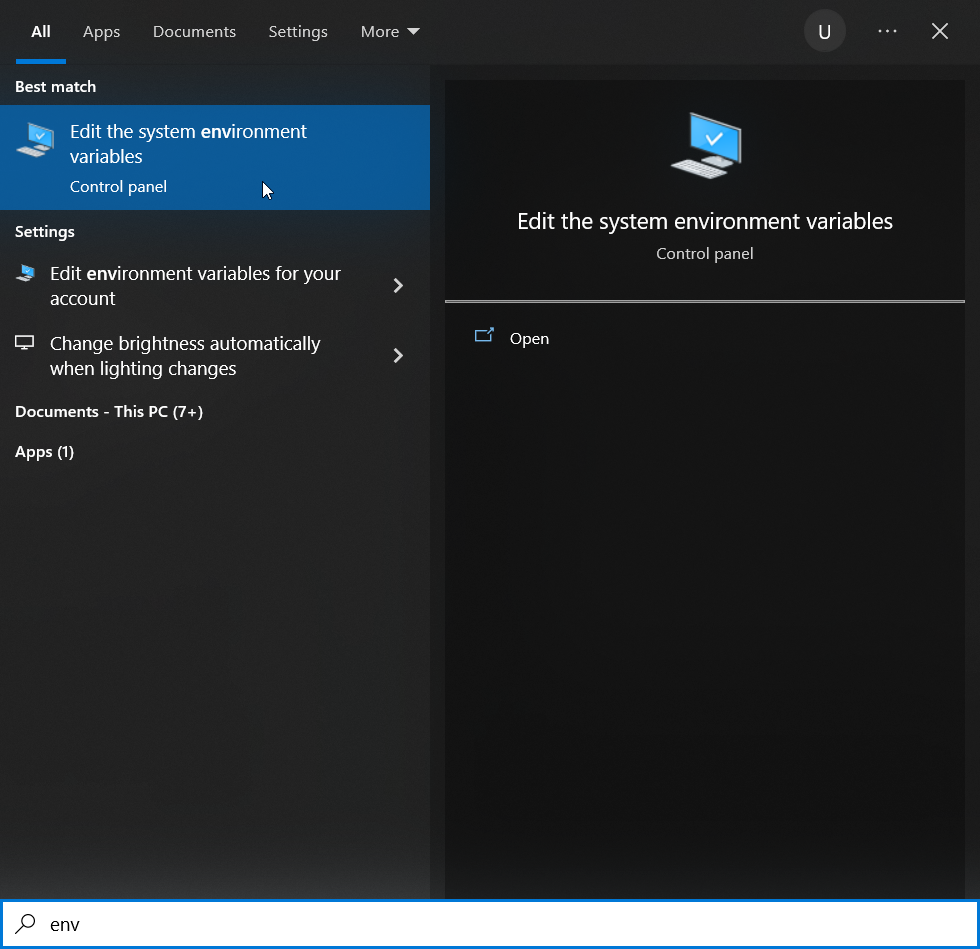 All Apps Documents Settings More U
Best match
Edit the system environment
variables
Control panel
Settings
Edit environment variables for your
account
Change brightness automatically
when lighting changes
Documents - This PC (7+)
Apps (1)
Edit the system environment variables
Control panel
Open
env